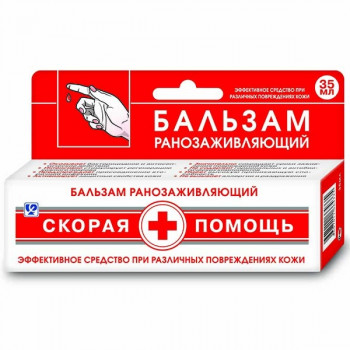 ЭФФЕКТИВНОЕ СРЕДСТВО ПРИ
РАЗЛИЧНЫХ ПОВРЕЖДЕНИЯХ КОЖИ
35
МЛ
БАЛЬЗАМ
РАНОЗАЖИВЛЯЮЩИЙ
БАЛЬЗАМ РАНОЗАЖИВЛЯЮЩИЙ
СКОРАЯ ПОМОЩЬ
ЭФФЕКТИВНОЕ СРЕДСТВО ПРИ РАЗЛИЧНЫХ ПОВРЕЖДЕНИЯХ КОЖИ